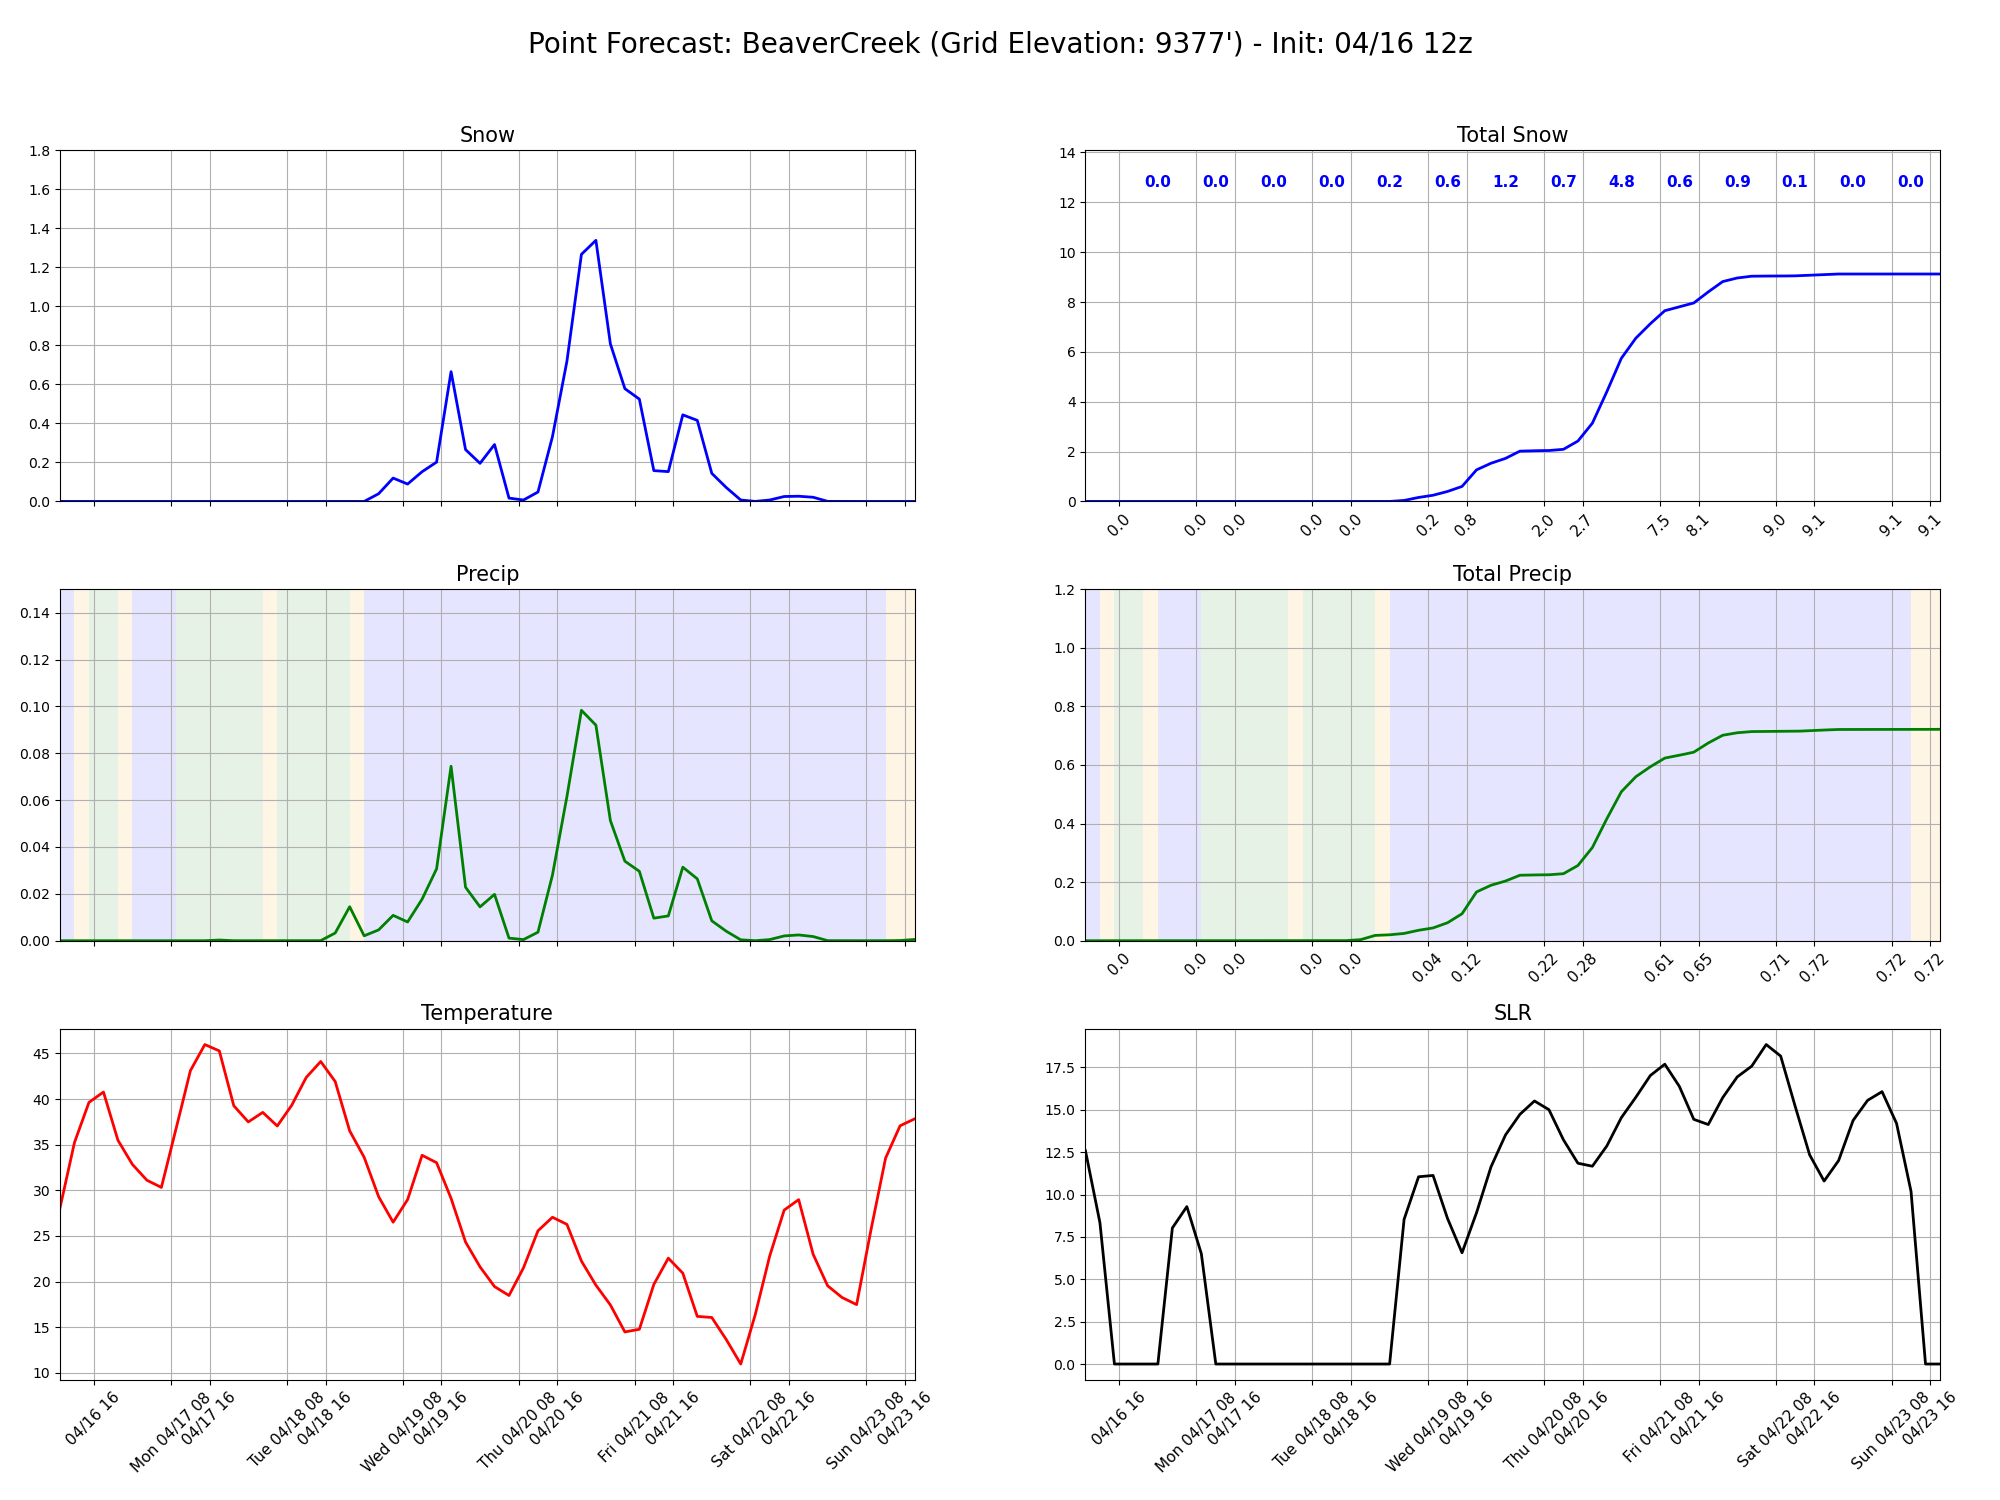 Point Forecast: BeaverCreek (Grid Elevation: 9377') - Init: 04/16 12z
Snow
1.8
1.6
1.4
1.2
1.0
0.8
0.6
0.4
0.2
0.0
Total Snow
14
12
10
8
6
4
2
0
0.0 0.0 0.0 0.0 0.2 0.6 1.2 0.7 4.8 0.6 0.9 0.1 0.0 0.0
0.0 0.0 0.0 0.0 0.0 0.2 0.8 2.0 2.7 7.5 8.1 9.0 9.1 9.1 9.1
Precip
0.14
0.12
0.10
0.08
0.06
0.04
0.02
0.00
Total Precip
1.2
1.0
0.8
0.6
0.4
0.2
0.0
0.0 0.0 0.0 0.0 0.0 0.04 0.12 0.22 0.28 0.61 0.65 0.71 0.72 0.72 0.72
Temperature
45
40
35
30
25
20
15
10
04/16 16
Mon 04/17 08
04/17 16
Tue 04/18 08
04/18 16
Wed 04/19 08
04/19 16
Thu 04/20 08
04/20 16
Fri 04/21 08
04/21 16
Sat 04/22 08
04/22 16
Sun 04/23 08
04/23 16
SLR
17.5
15.0
12.5
10.0
7.5
5.0
2.5
0.0
04/16 16
Mon 04/17 08
04/17 16
Tue 04/18 08
04/18 16
Wed 04/19 08
04/19 16
Thu 04/20 08
04/20 16
Fri 04/21 08
04/21 16
Sat 04/22 08
04/22 16
Sun 04/23 08
04/23 16